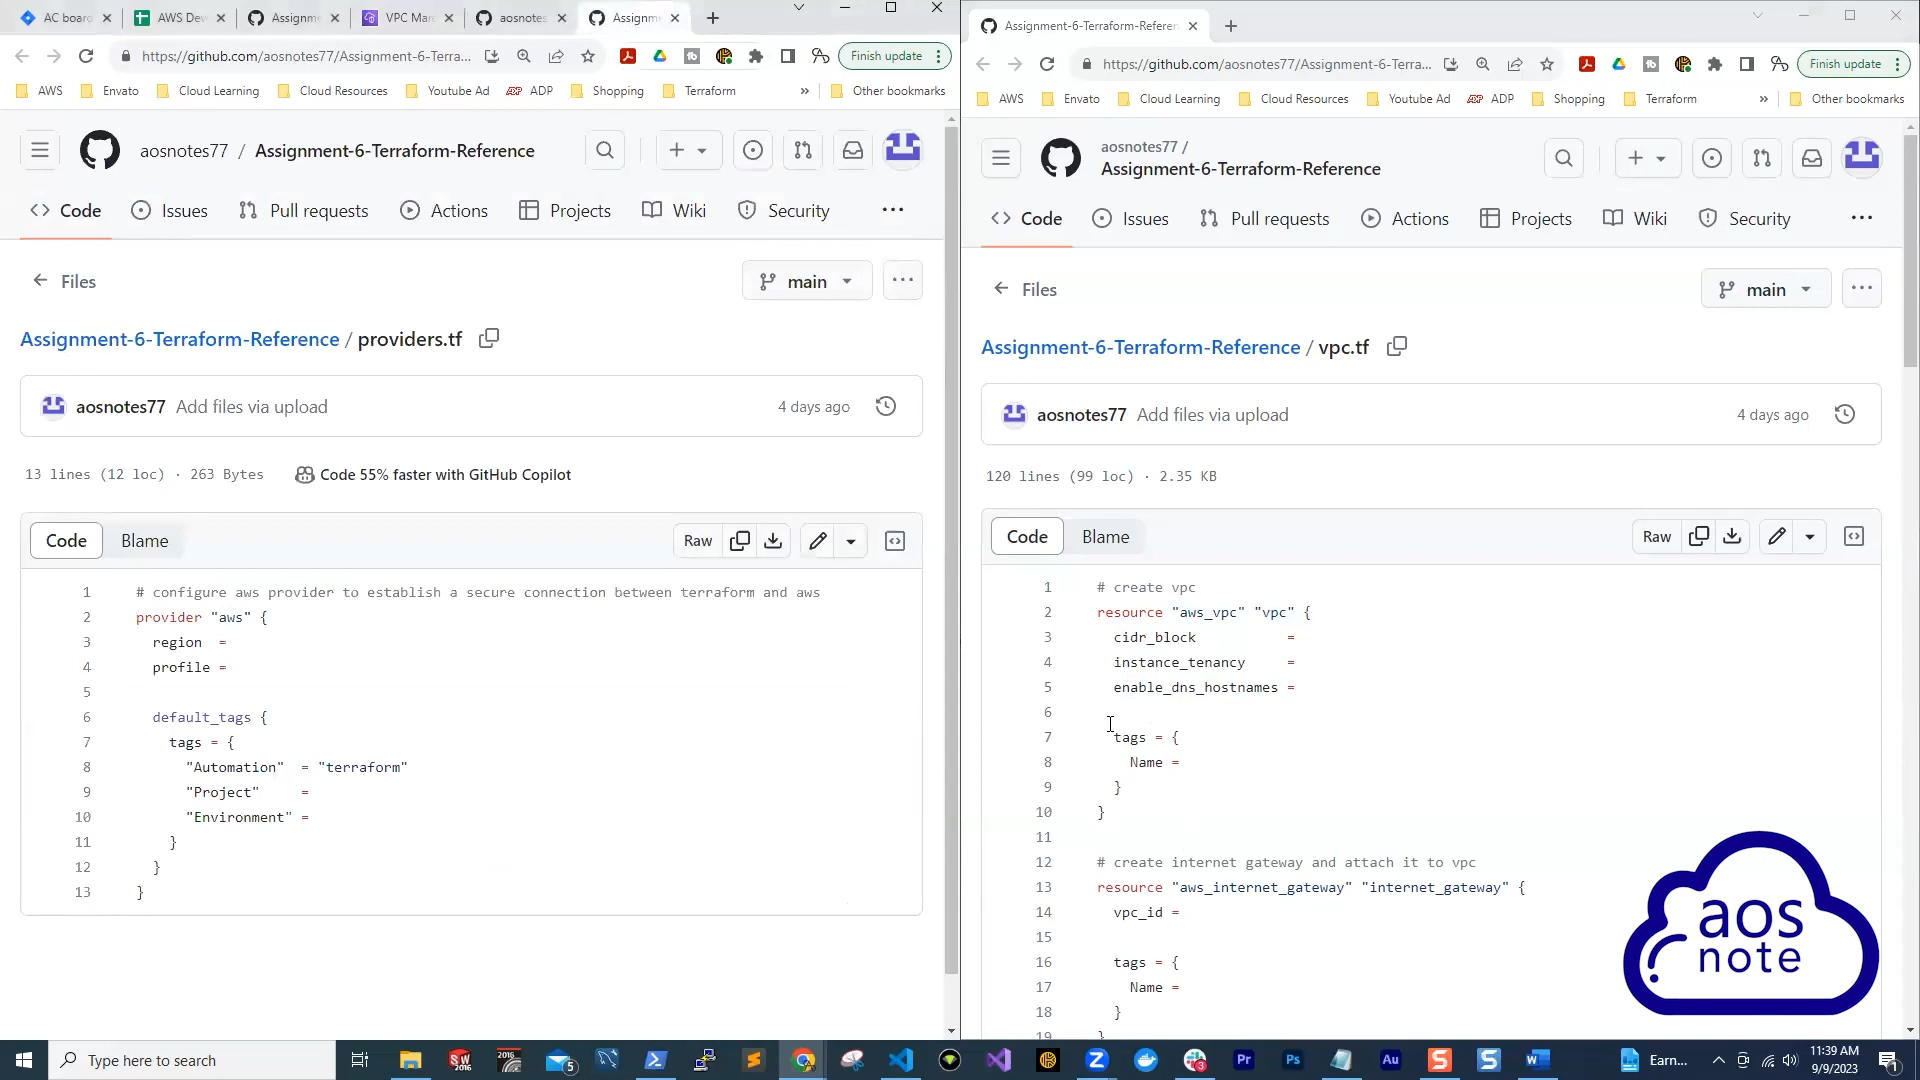 AC board
AWS Dev
Assignm
VPC Man
aosnotes
Assignm
https://github.com/aosnotes77/Assignment-6-Terra...
Finish update
AWS
Envato
Cloud Learning
Cloud Resources
Youtube Ad
ADP
Shopping
Terraform
»
Other bookmarks
aosnotes77 / Assignment-6-Terraform-Reference
Code
Issues
Pull requests
Actions
Projects
Wiki
Security
Files
main
Assignment-6-Terraform-Reference / providers.tf
aosnotes77 Add files via upload
4 days ago
13 lines (12 loc) · 263 Bytes
Code 55% faster with GitHub Copilot
Code
Blame
Raw
1 # configure aws provider to establish a secure connection between terraform and aws
2 provider "aws" {
3 region =
4 profile =
5
6 default_tags {
7 tags = {
8 "Automation" = "terraform"
9 "Project" =
10 "Environment" =
11 }
12 }
13 }
Assignment-6-Terraform-Referen
https://github.com/aosnotes77/Assignment-6-Terra...
Finish update
AWS
Envato
Cloud Learning
Cloud Resources
Youtube Ad
ADP
Shopping
Terraform
»
Other bookmarks
aosnotes77 /
Assignment-6-Terraform-Reference
Code
Issues
Pull requests
Actions
Projects
Wiki
Security
Files
main
Assignment-6-Terraform-Reference / vpc.tf
aosnotes77 Add files via upload
4 days ago
120 lines (99 loc) · 2.35 KB
Code
Blame
Raw
1 # create vpc
2 resource "aws_vpc" "vpc" {
3 cidr_block =
4 instance_tenancy =
5 enable_dns_hostnames =
6
7 tags = {
8 Name =
9 }
10 }
11
12 # create internet gateway and attach it to vpc
13 resource "aws_internet_gateway" "internet_gateway" {
14 vpc_id =
15
16 tags = {
17 Name =
18 }
19 }
aos
note
Type here to search
Earn...
11:39 AM
9/9/2023